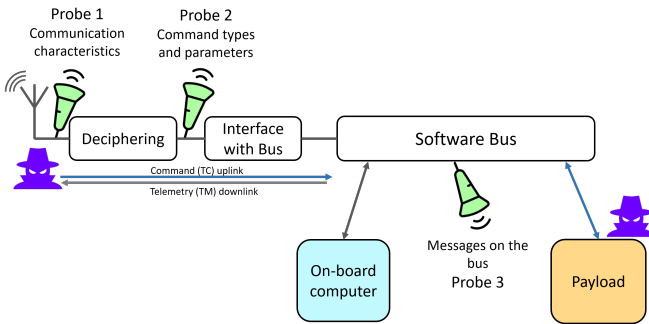 Probe 1
Communication
characteristics
Probe 2
Command types
and parameters
Deciphering
Interface
with Bus
Software Bus
Command (TC) uplink
Telemetry (TM) downlink
Messages on the
bus
Probe 3
On-board
computer
Payload